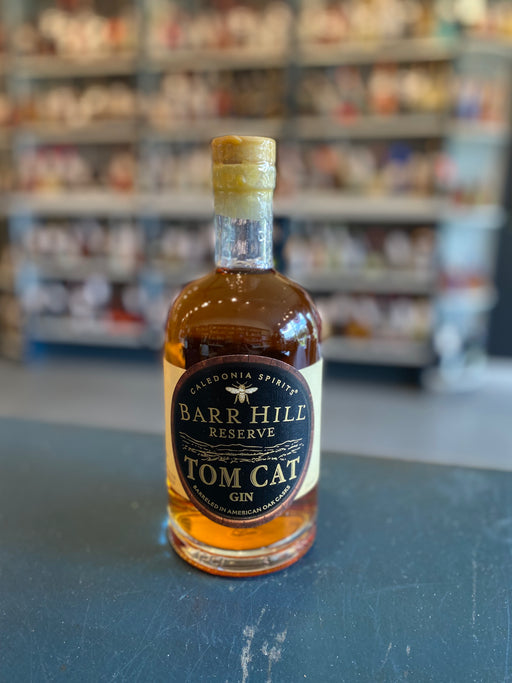 CALEDONIA SPIRITS®
BARR HILL®
RESERVE
TOM CAT
GIN
BARRELED IN AMERICAN OAK CASKS